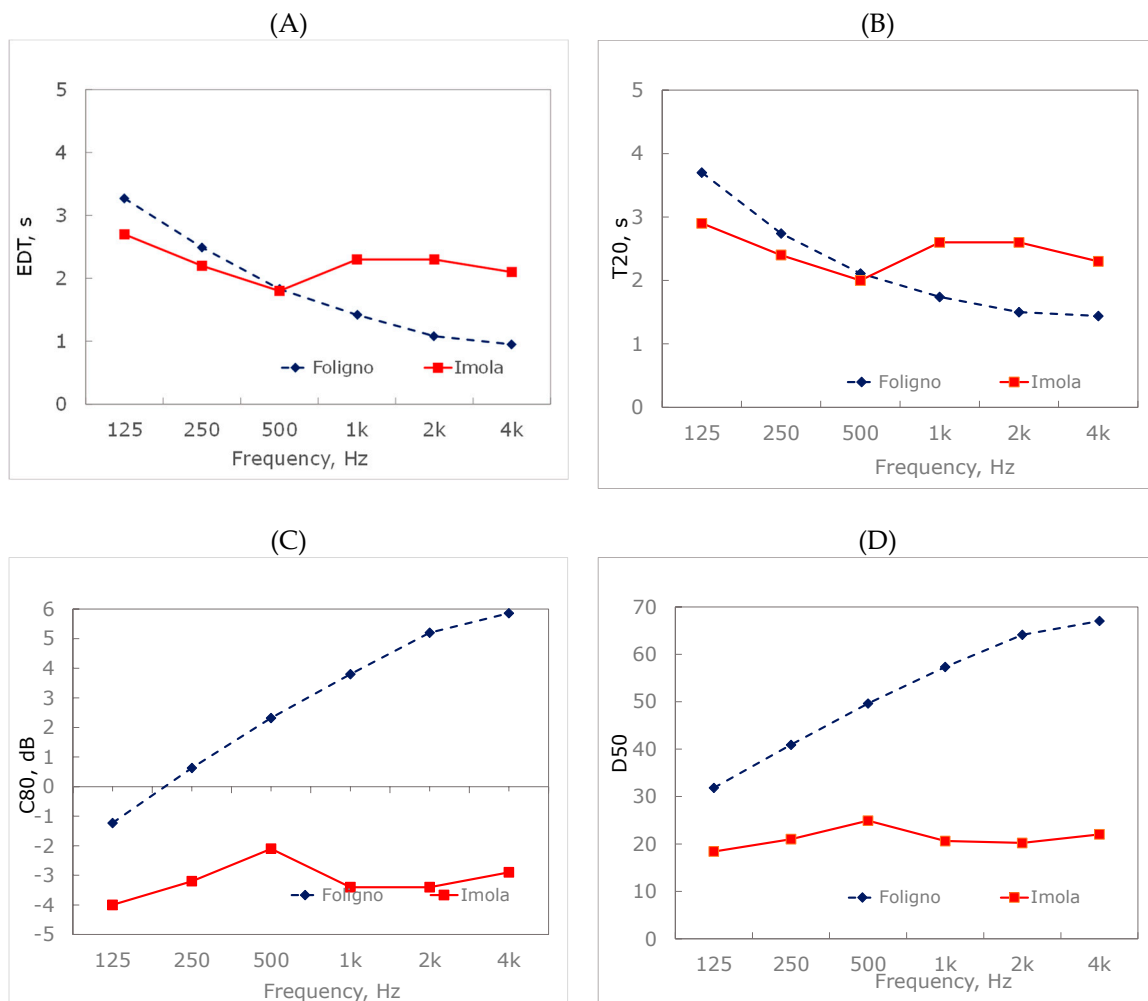 (A)
5
4
3
2
1
0
EDT, s
Foligno
Imola
125 250 500 1k 2k 4k
Frequency, Hz
(B)
5
4
3
2
1
0
T20, s
Foligno
Imola
125 250 500 1k 2k 4k
Frequency, Hz
(C)
6
5
4
3
2
1
0
-1
-2
-3
-4
-5
C80, dB
Foligno
Imola
125 250 500 1k 2k 4k
Frequency, Hz
(D)
70
60
50
40
30
20
10
0
D50
Foligno
Imola
125 250 500 1k 2k 4k
Frequency, Hz